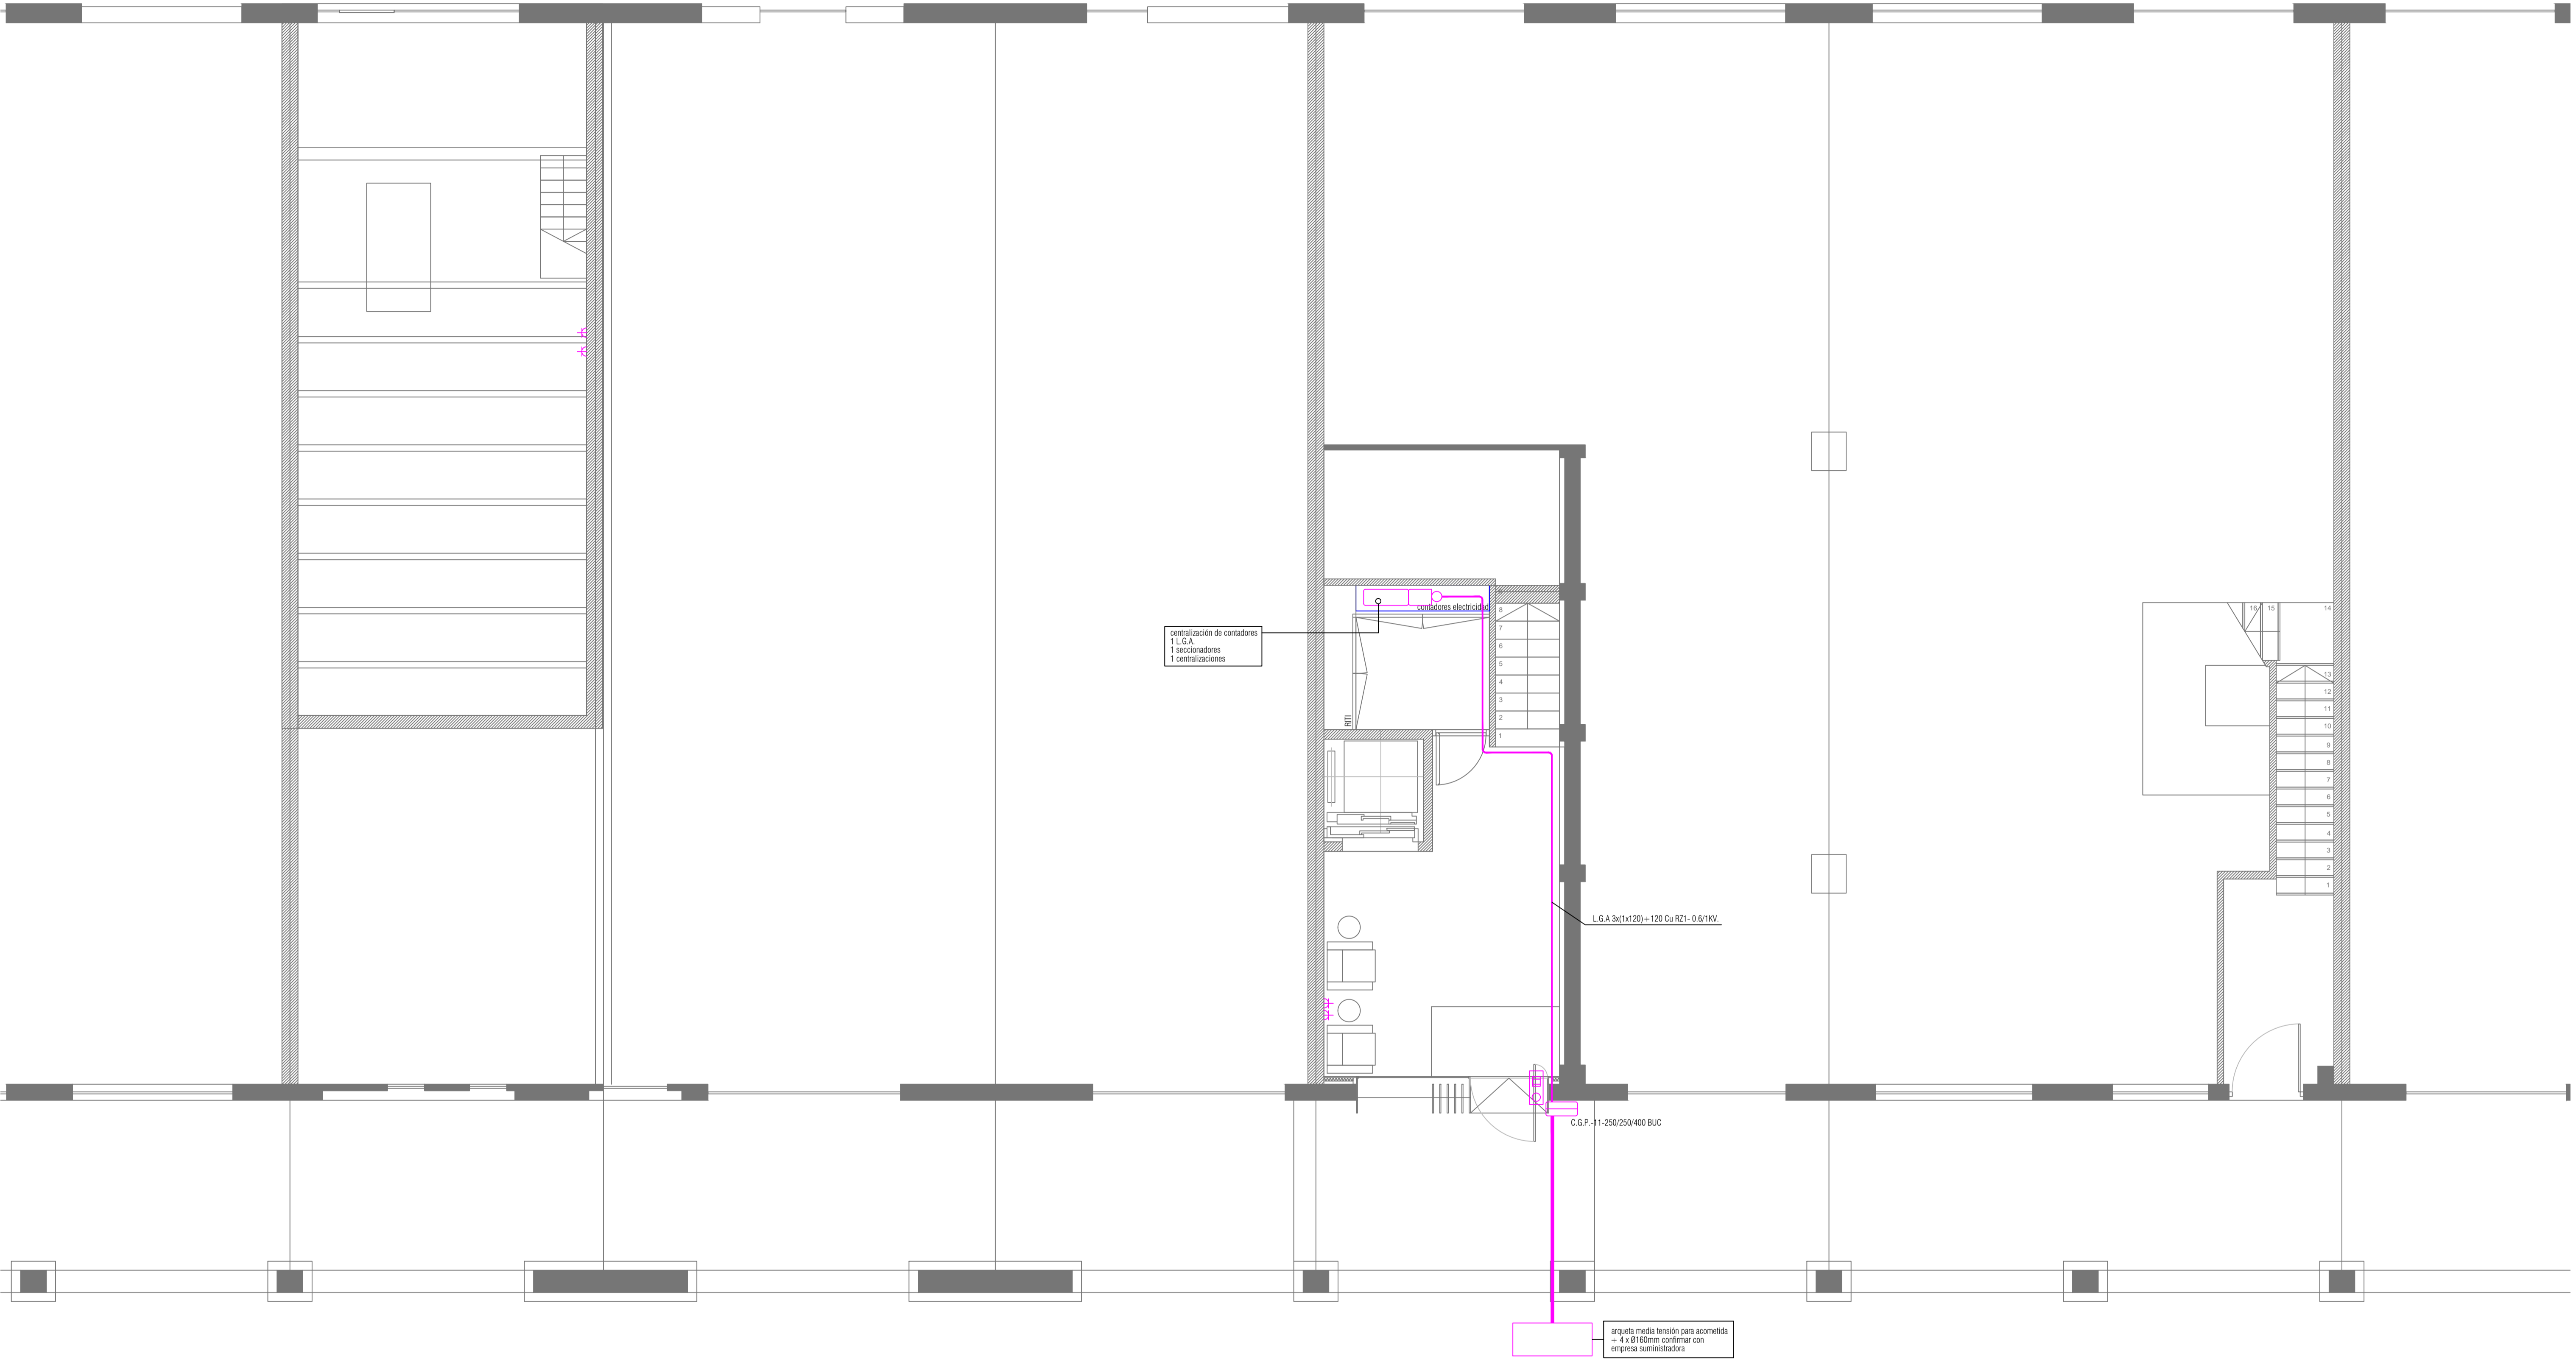 contadores electricidad
centralización de contadores
1 L.G.A.
1 seccionadores
1 centralizaciones
RITI
9
8
7
6
5
4
3
2
1
16
15
14
13
12
11
10
9
8
7
6
5
4
3
2
1
L.G.A 3x(1x120)+120 Cu RZ1- 0.6/1KV.
C.G.P.-11-250/250/400 BUC
arqueta media tensión para acometida
+ 4 x Ø160mm confirmar con
empresa suministradora